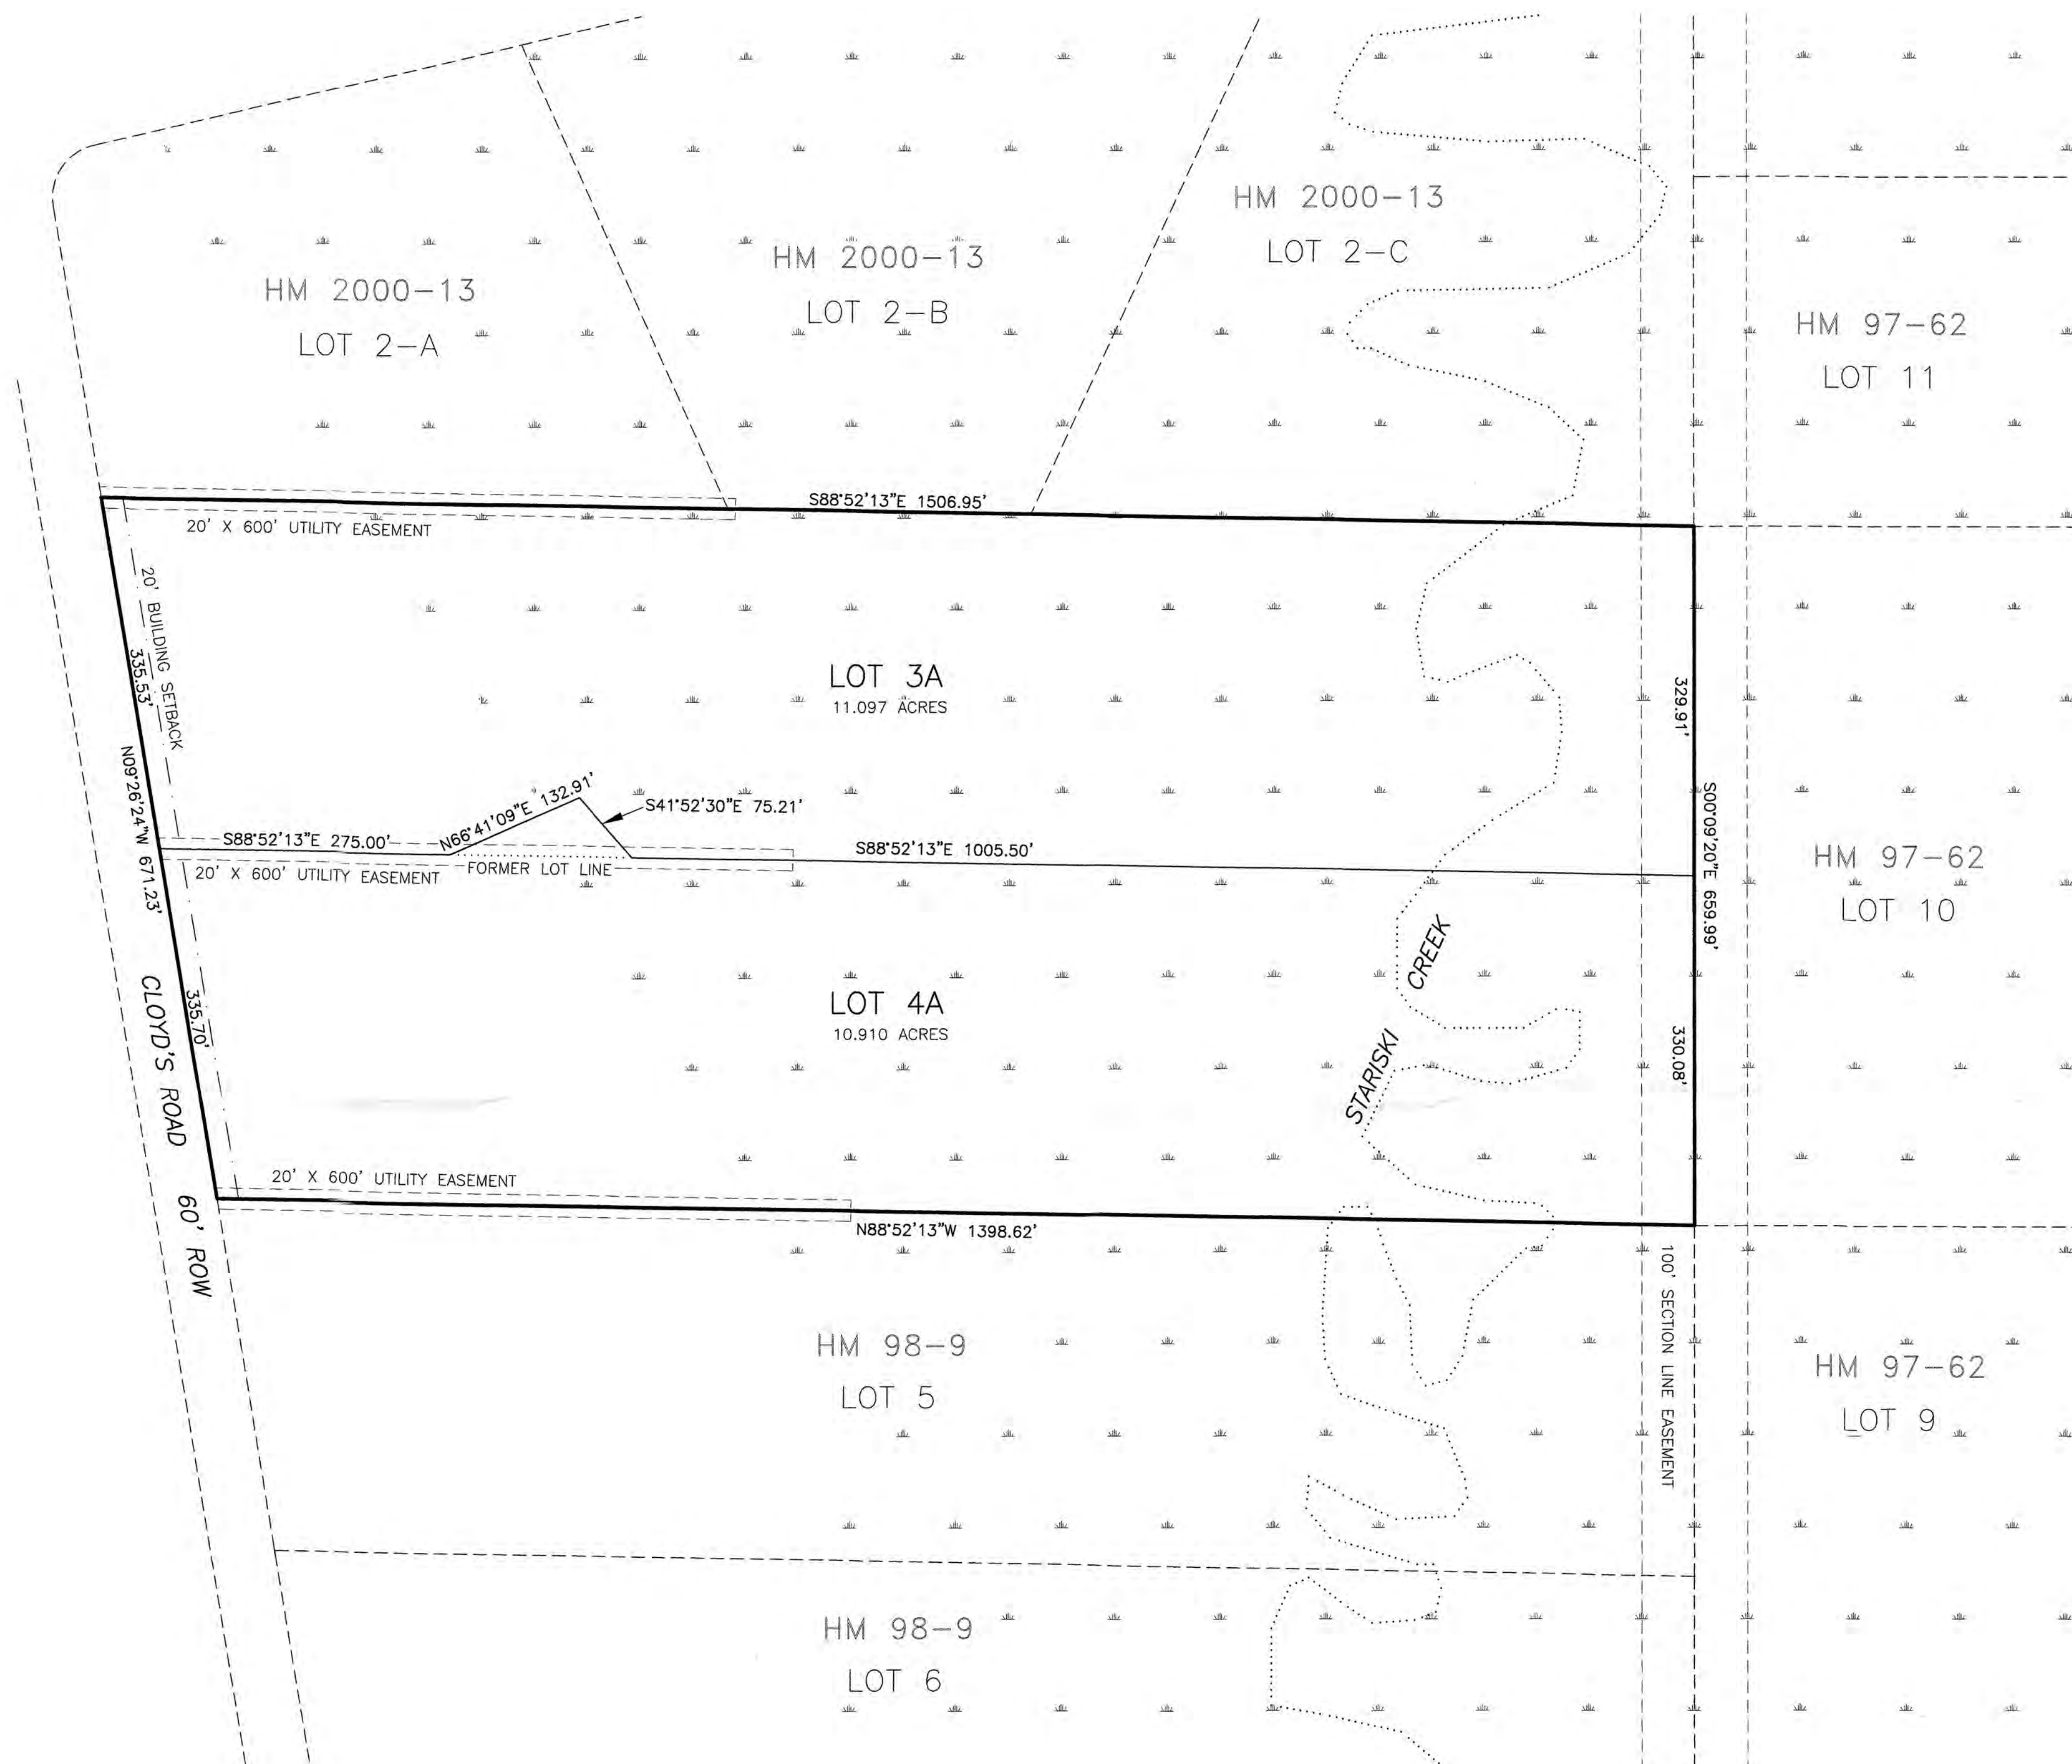 HM 2000-13
LOT 2-C
HM 2000-13
LOT 2-B
HM 2000-13
LOT 2-A
HM 97-62
LOT 11
S88°52'13"E 1506.95'
20' X 600' UTILITY EASEMENT
20' BUILDING SETBACK
335.53'
LOT 3A
11.097 ACRES
329.91'
N09°26'24"W 671.23'
N66°41'09"E 132.91'
S41°52'30"E 75.21'
S88°52'13"E 275.00'
S88°52'13"E 1005.50'
S00°09'20"E 659.99'
20' X 600' UTILITY EASEMENT
FORMER LOT LINE
HM 97-62
LOT 10
STARISKI CREEK
LOT 4A
10.910 ACRES
335.70'
330.08'
CLOYD'S ROAD 60' ROW
20' X 600' UTILITY EASEMENT
N88°52'13"W 1398.62'
100' SECTION LINE EASEMENT
HM 98-9
LOT 5
HM 97-62
LOT 9
HM 98-9
LOT 6